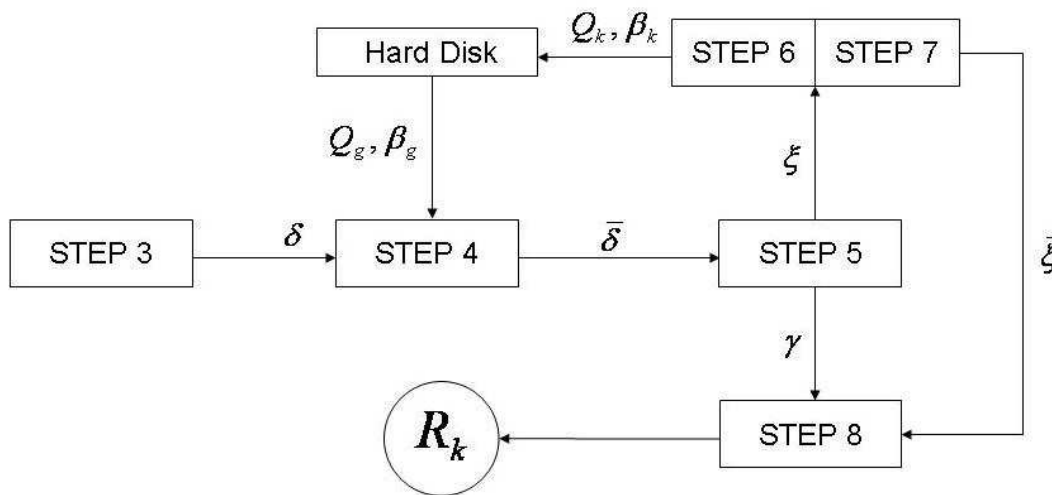 Q_k, β_k
STEP 6
STEP 7
Hard Disk
Q_g, β_g
ξ
STEP 3
δ
STEP 4
δ̄
STEP 5
ξ̄
γ
R_k
STEP 8